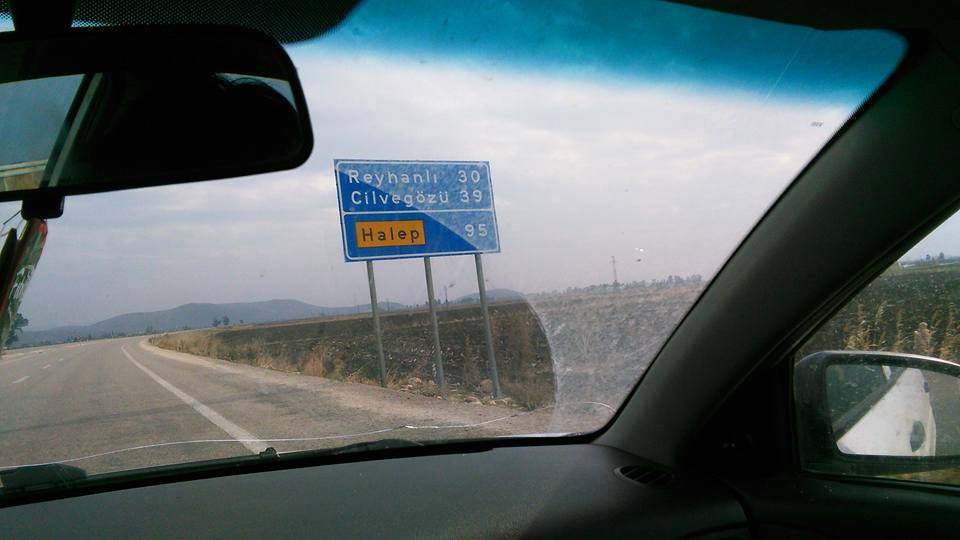 Reyhanlı 30
Cilvegözü 39
Halep 95